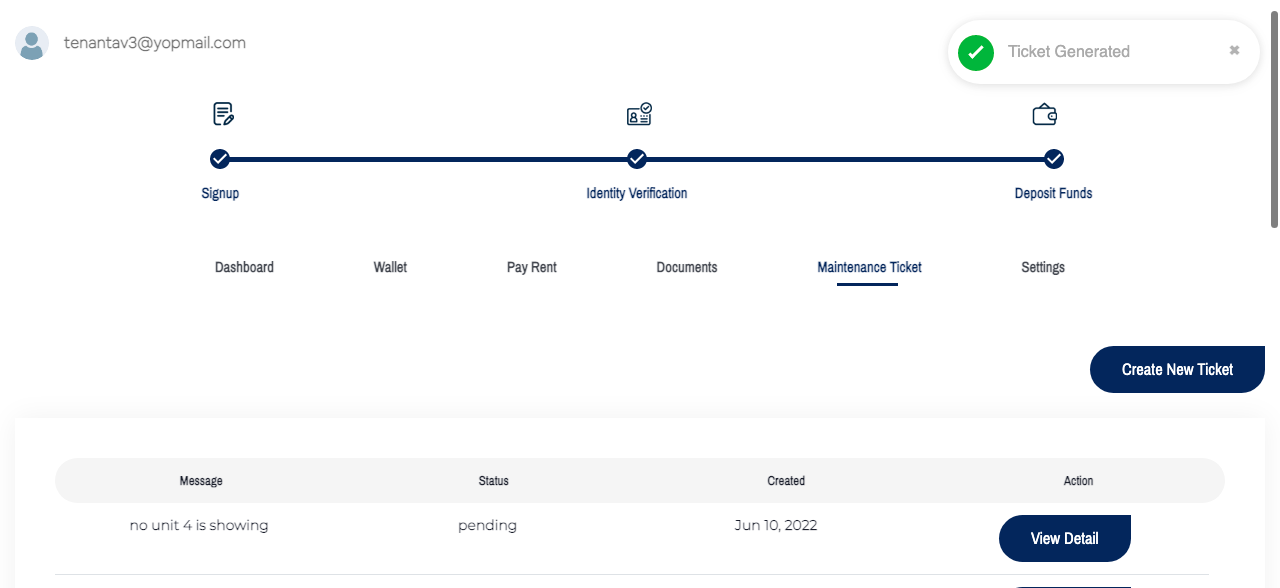 tenantav3@yopmail.com
Ticket Generated
Signup
Identity Verification
Deposit Funds
Dashboard
Wallet
Pay Rent
Documents
Maintenance Ticket
Settings
Create New Ticket
Message
Status
Created
Action
no unit 4 is showing
pending
Jun 10, 2022
View Detail